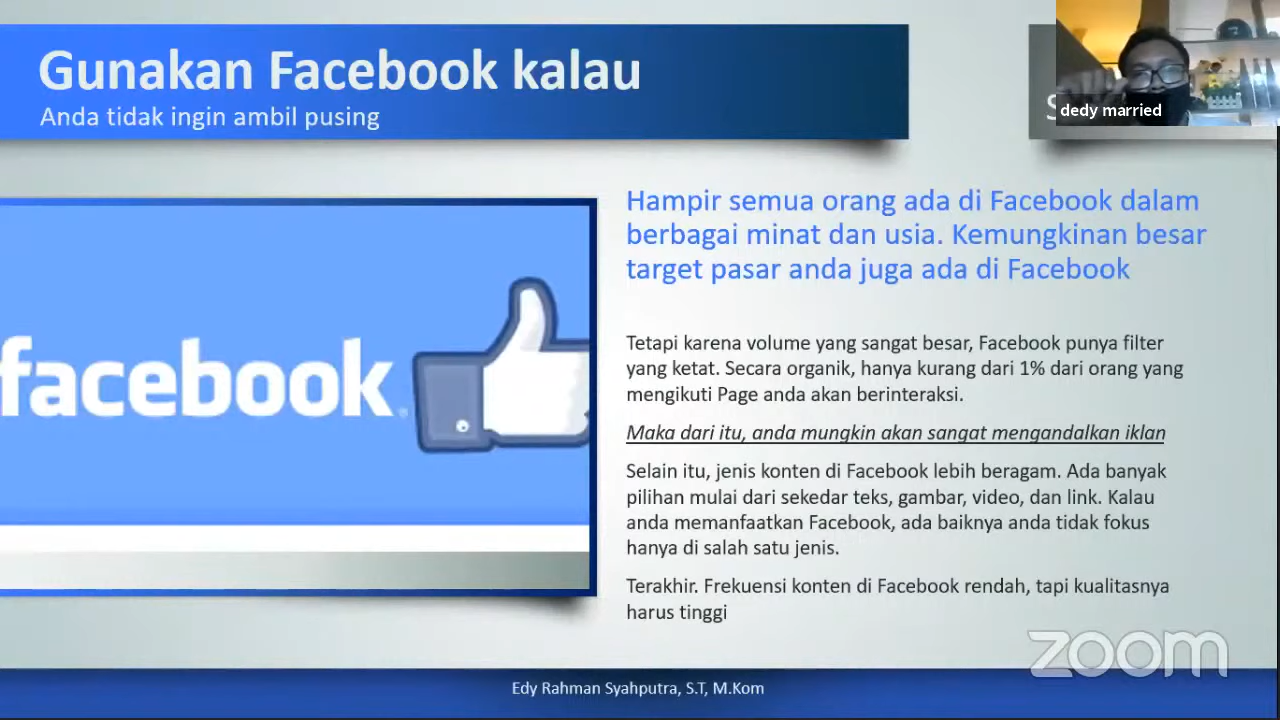 Gunakan Facebook kalau
Anda tidak ingin ambil pusing
S
dedy married
Hampir semua orang ada di Facebook dalam
berbagai minat dan usia. Kemungkinan besar
target pasar anda juga ada di Facebook
facebook
Tetapi karena volume yang sangat besar, Facebook punya filter
yang ketat. Secara organik, hanya kurang dari 1% dari orang yang
mengikuti Page anda akan berinteraksi.
Maka dari itu, anda mungkin akan sangat mengandalkan iklan
Selain itu, jenis konten di Facebook lebih beragam. Ada banyak
pilihan mulai dari sekedar teks, gambar, video, dan link. Kalau
anda memanfaatkan Facebook, ada baiknya anda tidak fokus
hanya di salah satu jenis.
Terakhir. Frekuensi konten di Facebook rendah, tapi kualitasnya
harus tinggi
zoom
Edy Rahman Syahputra, S.T, M.Kom